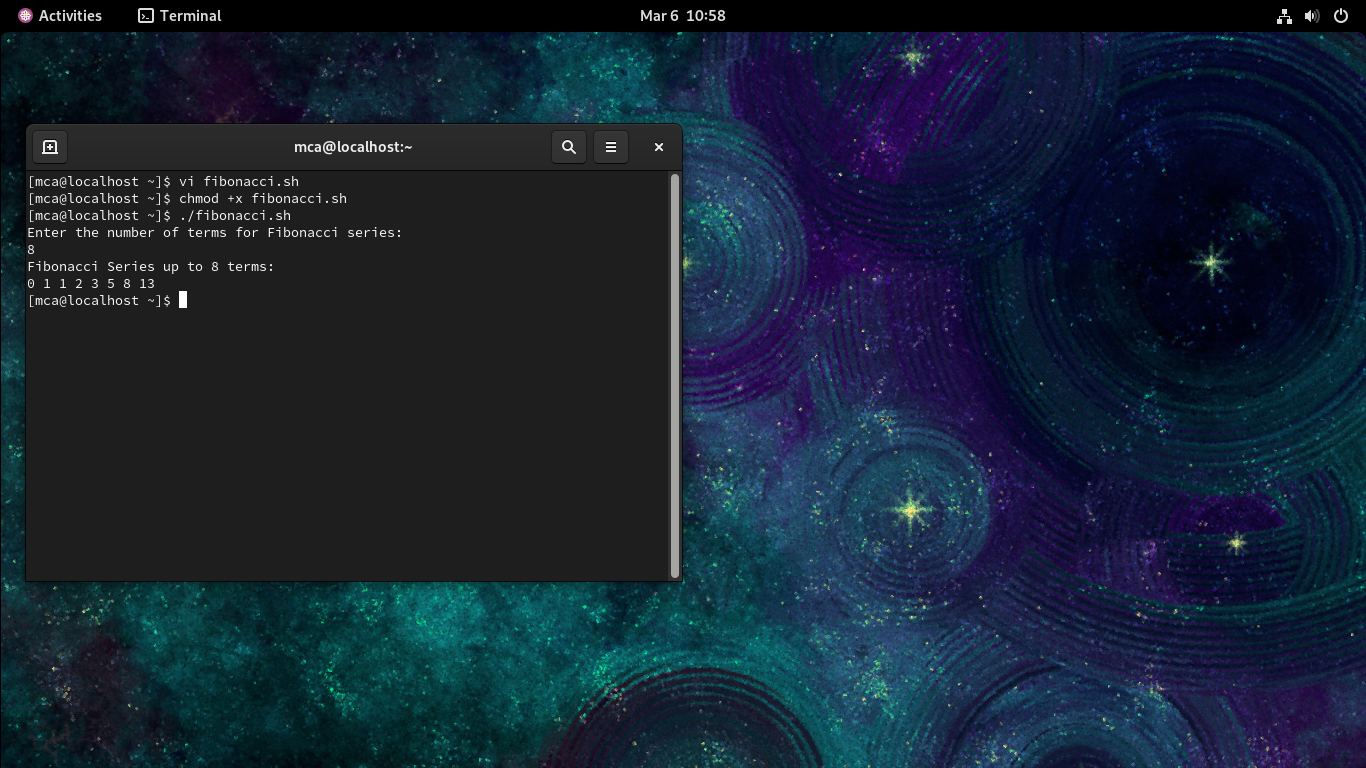 Activities Terminal Mar 6 10:58
mca@localhost:~
[mca@localhost ~]$ vi fibonacci.sh
[mca@localhost ~]$ chmod +x fibonacci.sh
[mca@localhost ~]$ ./fibonacci.sh
Enter the number of terms for Fibonacci series:
8
Fibonacci Series up to 8 terms:
0 1 1 2 3 5 8 13
[mca@localhost ~]$